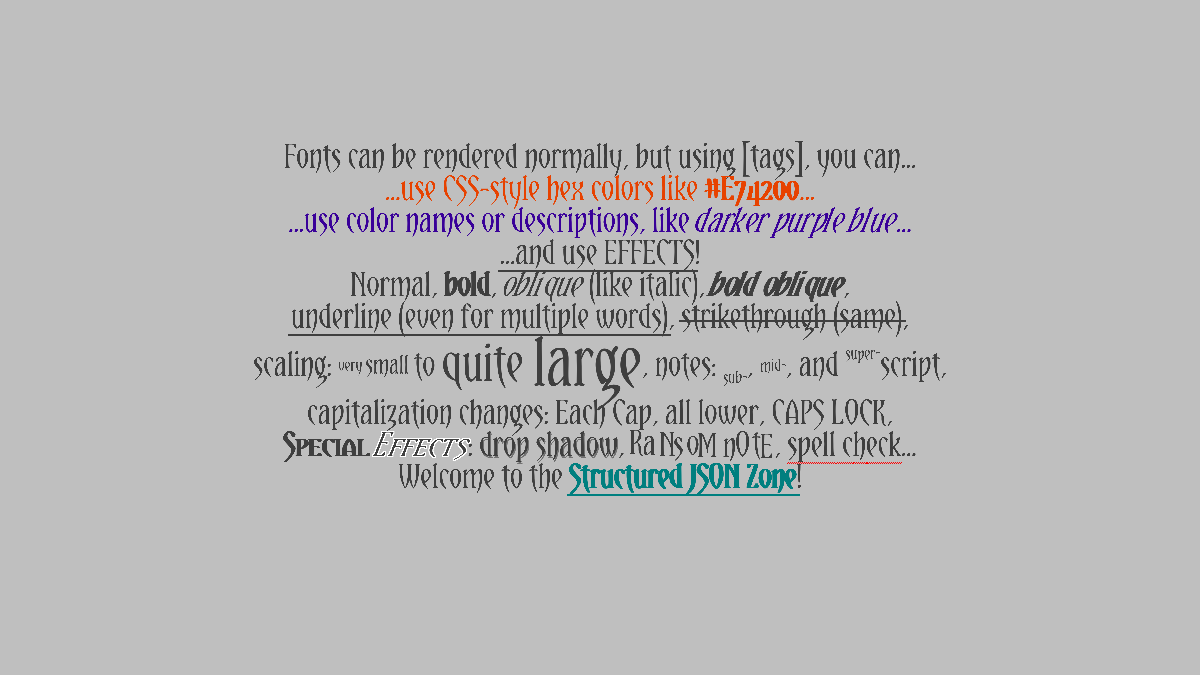 Fonts can be rendered normally, but using [tags], you can...
...use CSS-style hex colors like #E74200...
...use color names or descriptions, like darker purple blue...
...and use EFFECTS!
Normal, bold, oblique (like italic), bold oblique,
underline (even for multiple words), strikethrough (same),
scaling: very small to quite large, notes: sub-, mid-, and super-script,
capitalization changes: Each Cap, all lower, CAPS LOCK,
Special Effects: drop shadow, RaNsoM nOtE, spell check...
Welcome to the Structured JSON Zone!